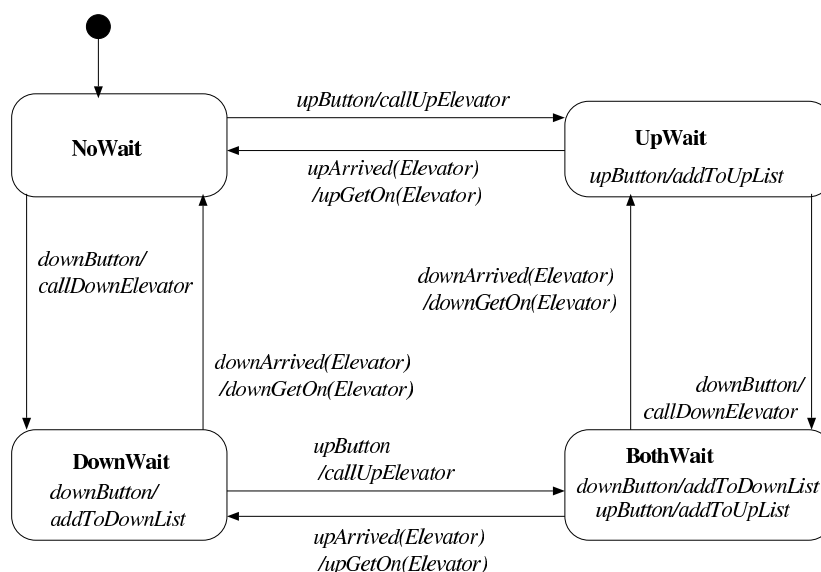 upButton/callUpElevator
NoWait
UpWait
upArrived(Elevator)
/upGetOn(Elevator)
upButton/addToUpList
downButton/
callDownElevator
downArrived(Elevator)
/downGetOn(Elevator)
downArrived(Elevator)
/downGetOn(Elevator)
downButton/
callDownElevator
DownWait
downButton/
addToDownList
upButton
/callUpElevator
BothWait
downButton/addToDownList
upButton/addToUpList
upArrived(Elevator)
/upGetOn(Elevator)